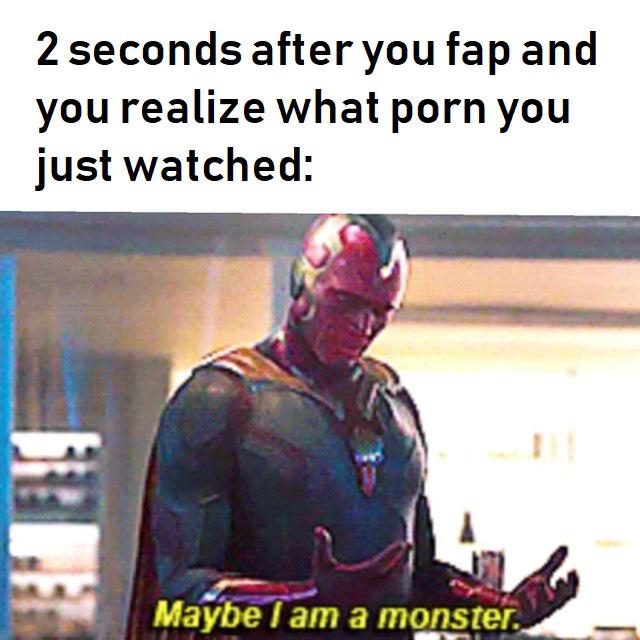 2 seconds after you fap and
you realize what porn you
just watched:
Maybe I am a monster.